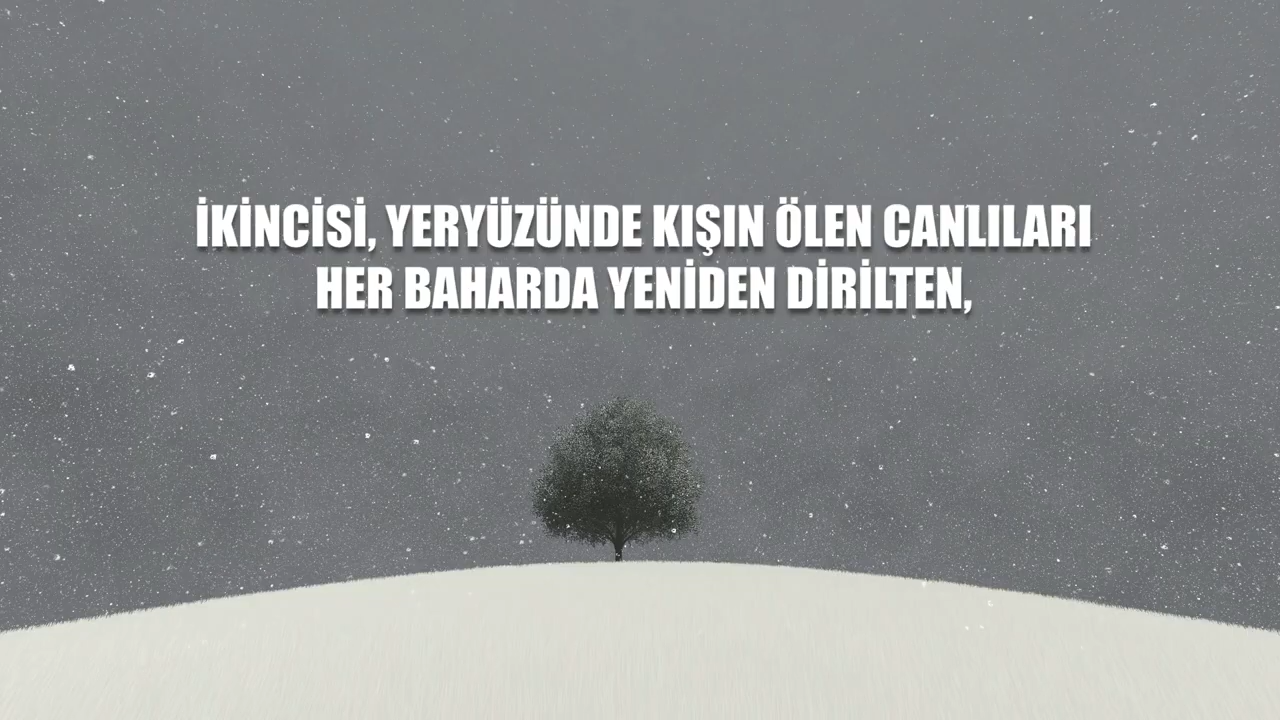 İKİNCİSİ, YERYÜZÜNDE KIŞIN ÖLEN CANLILARI
HER BAHARDA YENİDEN DİRİLTEN,